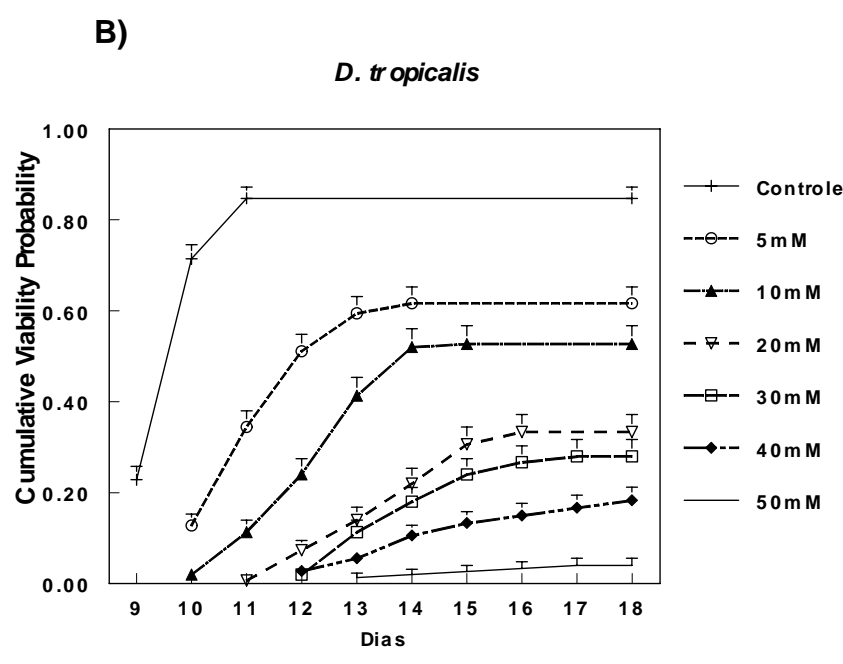 B)
D. tropicalis
Cumulative Viability Probability
1.00
0.80
0.60
0.40
0.20
0.00
9 10 11 12 13 14 15 16 17 18
Dias
Controle
5mM
10mM
20mM
30mM
40mM
50mM